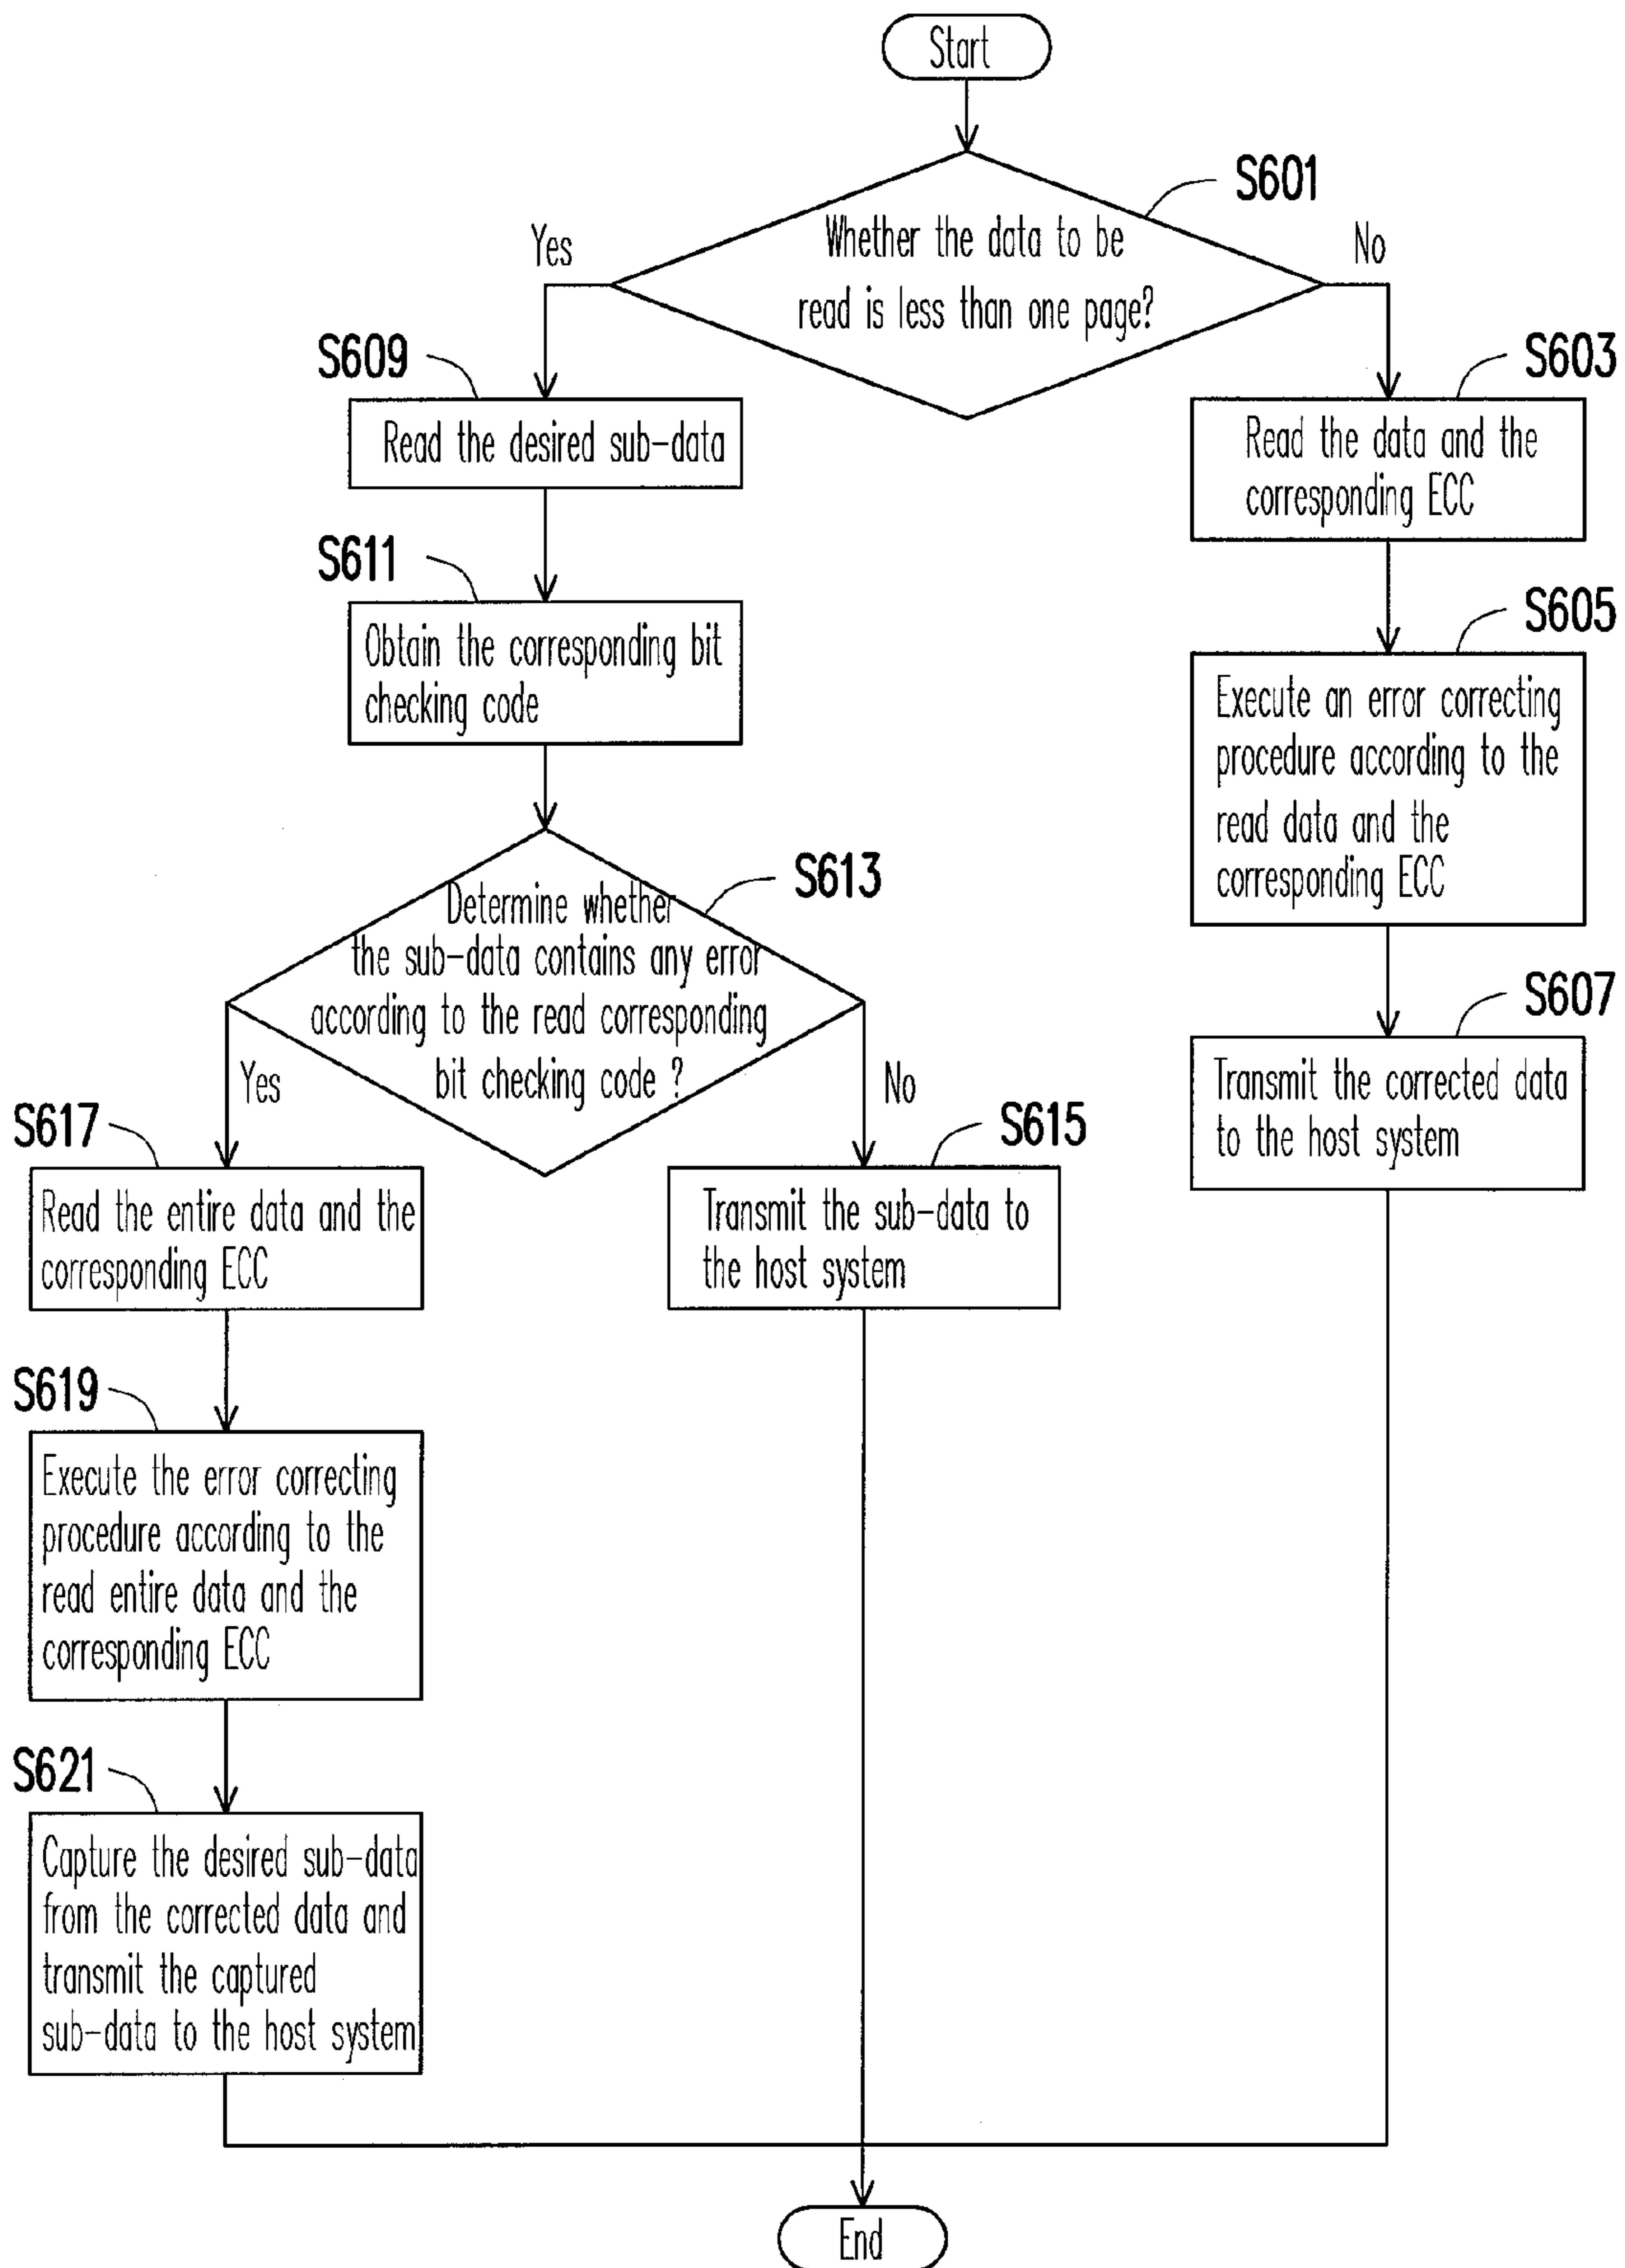 Start
S601
Whether the data to be
read is less than one page?
Yes
No
S609
Read the desired sub-data
S603
Read the data and the
corresponding ECC
S611
Obtain the corresponding bit
checking code
S605
Execute an error correcting
procedure according to the
read data and the
corresponding ECC
S613
Determine whether
the sub-data contains any error
according to the read corresponding
bit checking code ?
Yes
No
S607
Transmit the corrected data
to the host system
S617
Read the entire data and the
corresponding ECC
S615
Transmit the sub-data to
the host system
S619
Execute the error correcting
procedure according to the
read entire data and the
corresponding ECC
S621
Capture the desired sub-data
from the corrected data and
transmit the captured
sub-data to the host system
End